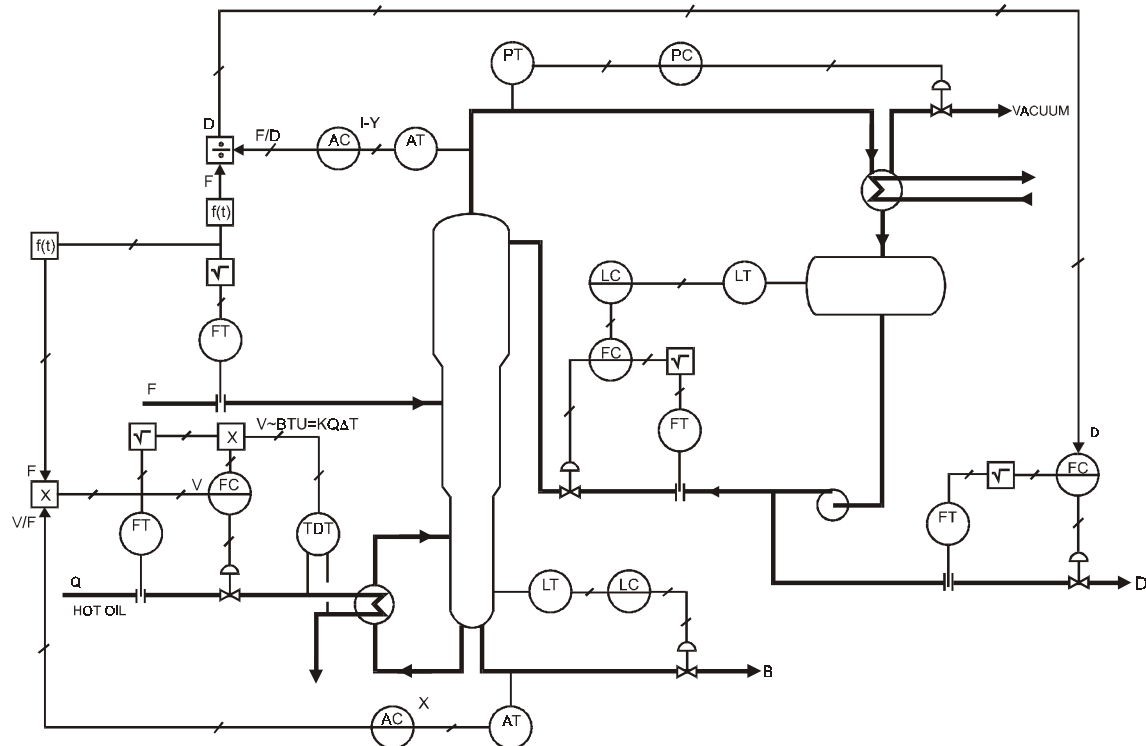 PT
PC
VACUUM
D
F/D
I-Y
AC
AT
÷
F
f(t)
f(t)
√
LC
LT
FT
FC
√
F
V~BTU=KQΔT
FT
D
√
X
F
FC
√
FC
X
V
V/F
FT
TDT
FT
Q
LT
LC
D
HOT OIL
B
X
AC
AT